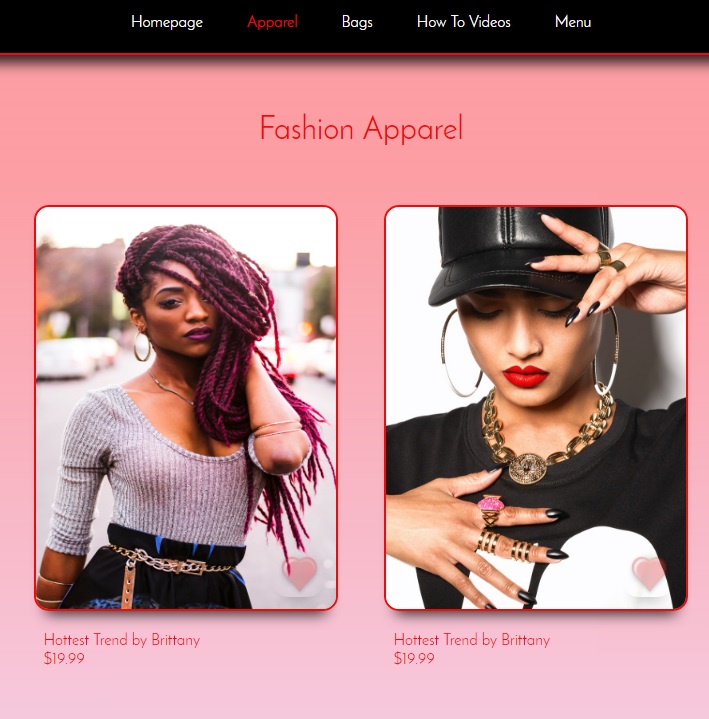 Homepage Apparel Bags How To Videos Menu
Fashion Apparel
Hottest Trend by Brittany
$19.99
Hottest Trend by Brittany
$19.99